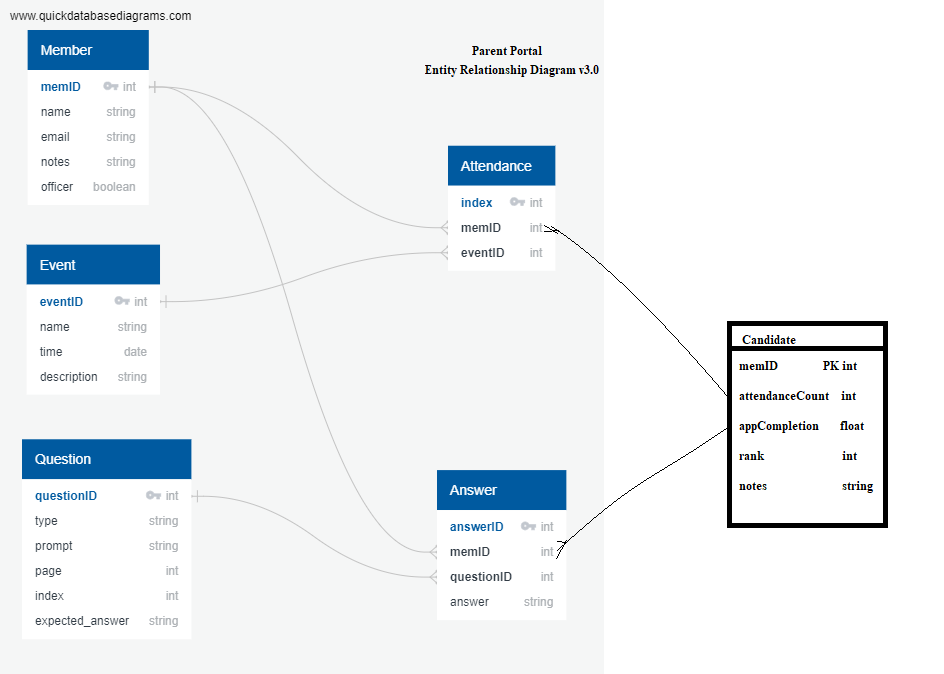 www.quickdatabasediagrams.com
Parent Portal
Entity Relationship Diagram v3.0
Member
memID int
name string
email string
notes string
officer boolean
Event
eventID int
name string
time date
description string
Question
questionID int
type string
prompt string
page int
index int
expected_answer string
Attendance
index int
memID int
eventID int
Answer
answerID int
memID int
questionID int
answer string
Candidate
memID PK int
attendanceCount int
appCompletion float
rank int
notes string